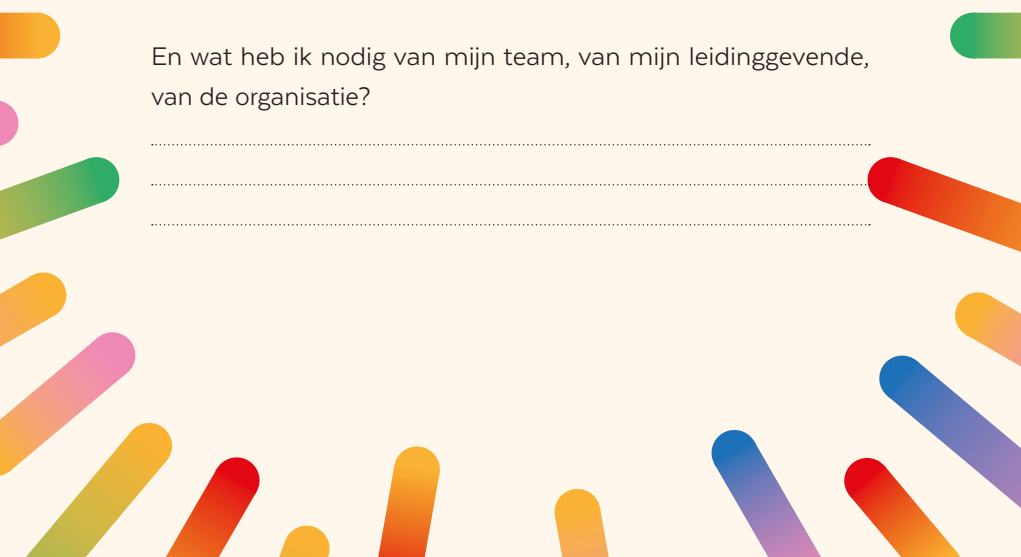 En wat heb ik nodig van mijn team, van mijn leidinggevende,
van de organisatie?